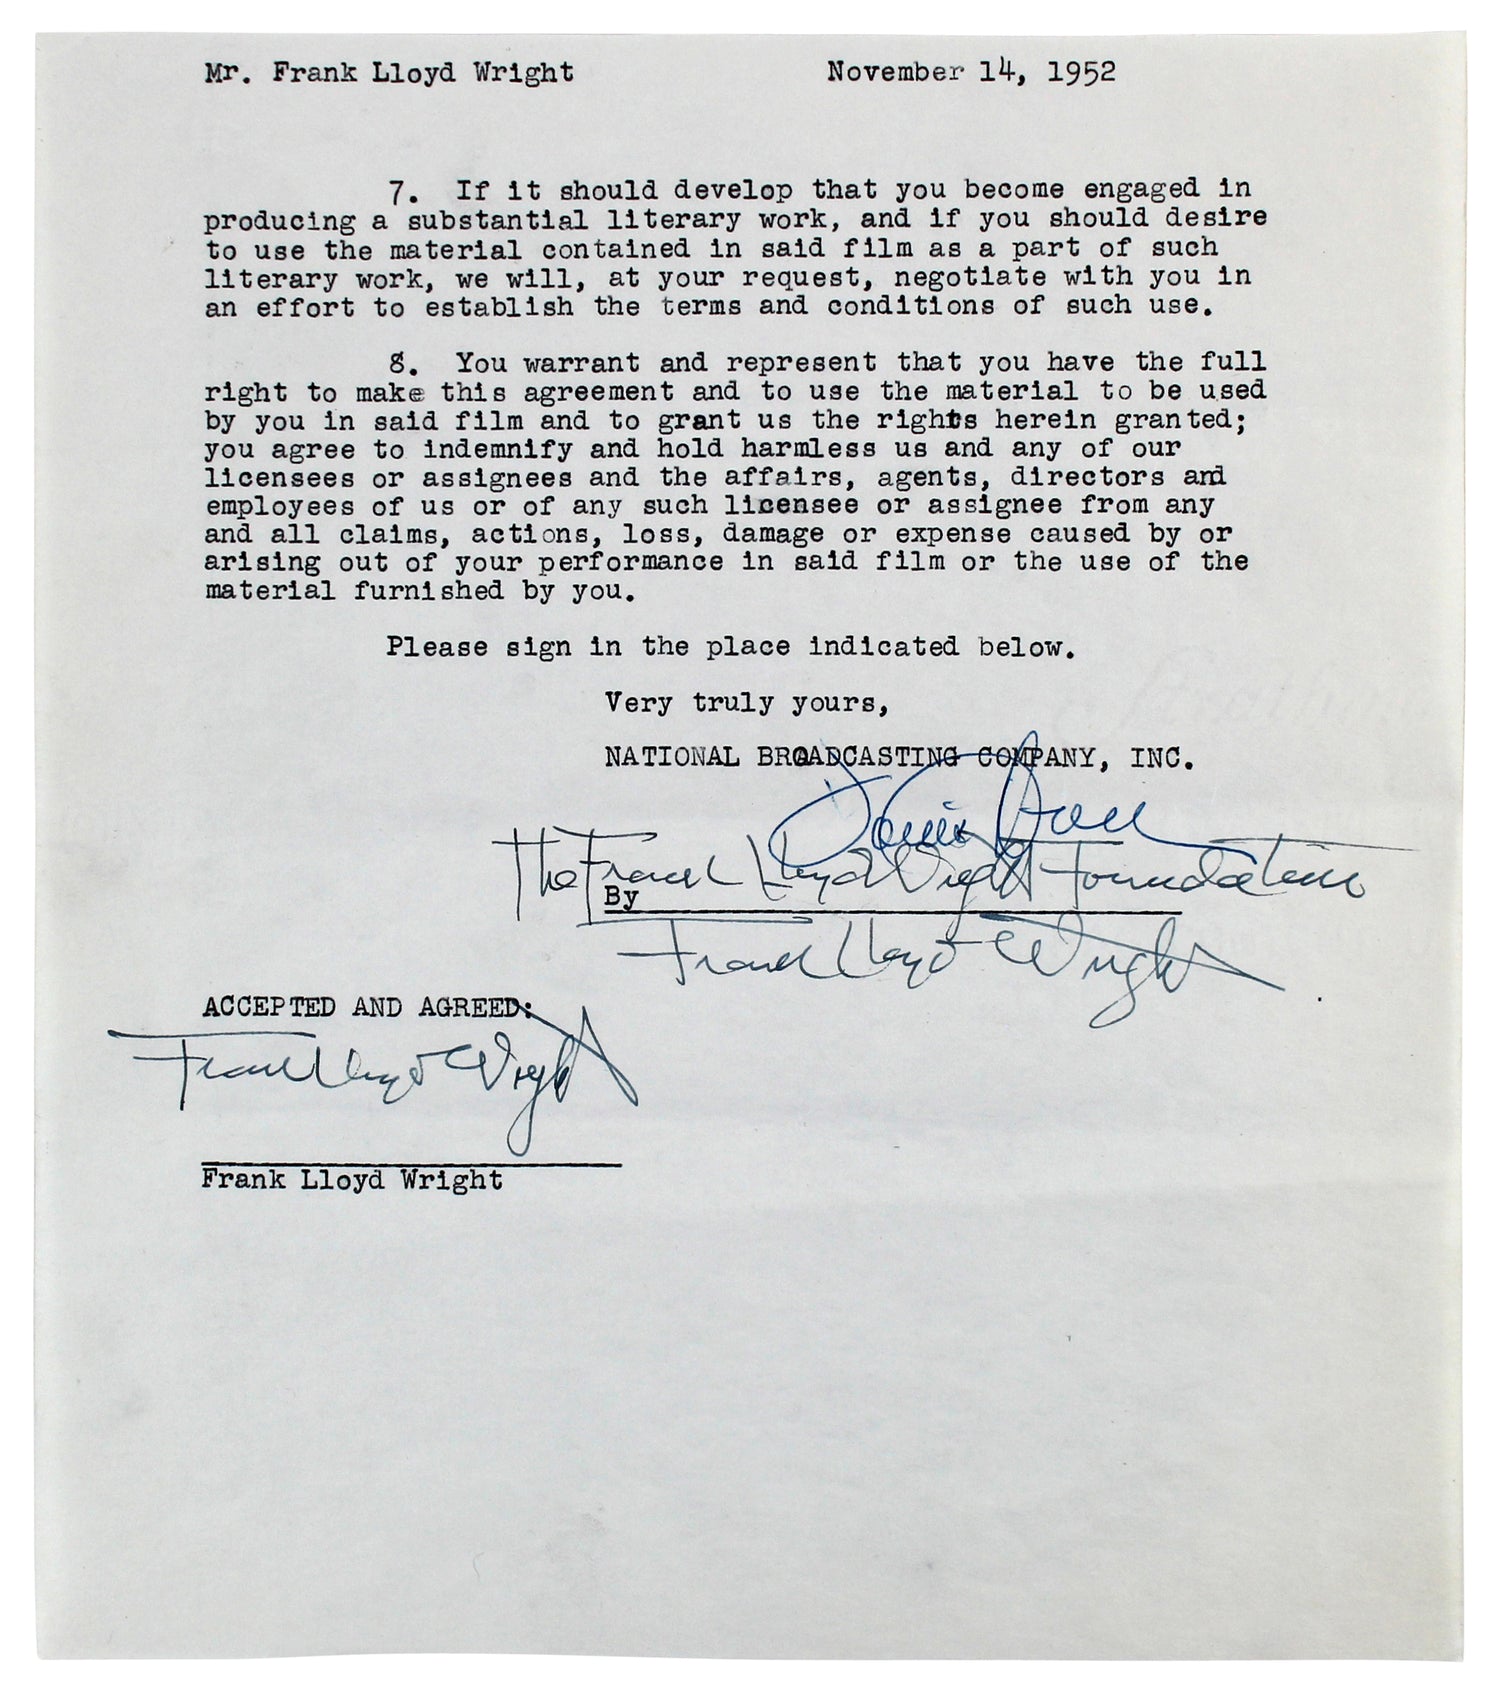 Mr. Frank Lloyd Wright November 14, 1952
7. If it should develop that you become engaged in
producing a substantial literary work, and if you should desire
to use the material contained in said film as a part of such
literary work, we will, at your request, negotiate with you in
an effort to establish the terms and conditions of such use.
8. You warrant and represent that you have the full
right to make this agreement and to use the material to be used
by you in said film and to grant us the rights herein granted;
you agree to indemnify and hold harmless us and any of our
licensees or assignees and the affairs, agents, directors and
employees of us or of any such licensee or assignee from any
and all claims, actions, loss, damage or expense caused by or
arising out of your performance in said film or the use of the
material furnished by you.
Please sign in the place indicated below.
Very truly yours,
NATIONAL BROADCASTING COMPANY, INC.
The Frank Lloyd Wright Foundation
By
Frank Lloyd Wright
ACCEPTED AND AGREED:
Frank Lloyd Wright
Frank Lloyd Wright